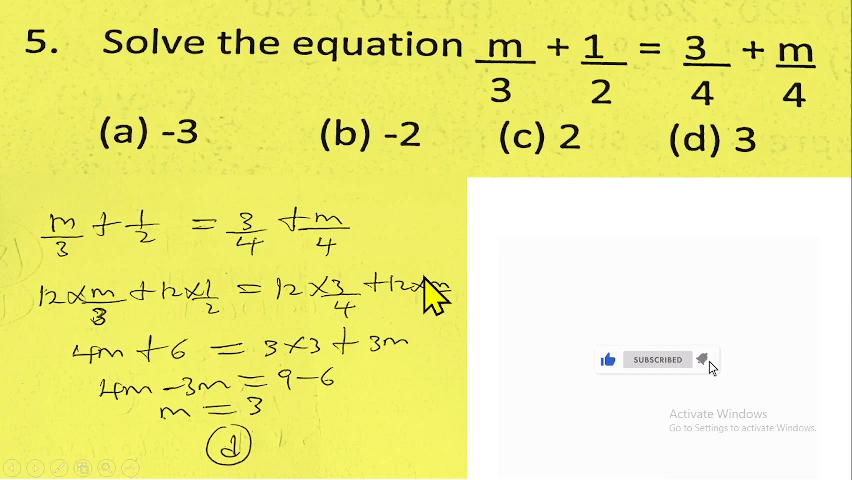 5. Solve the equation m/3 + 1/2 = 3/4 + m/4
(a) -3 (b) -2 (c) 2 (d) 3
m/3 + 1/2 = 3/4 + m/4
12 × m/3 + 12 × 1/2 = 12 × 3/4 + 12 × m
4m + 6 = 3 × 3 + 3m
4m - 3m = 9 - 6
m = 3
d
SUBSCRIBED
Activate Windows
Go to Settings to activate Windows.